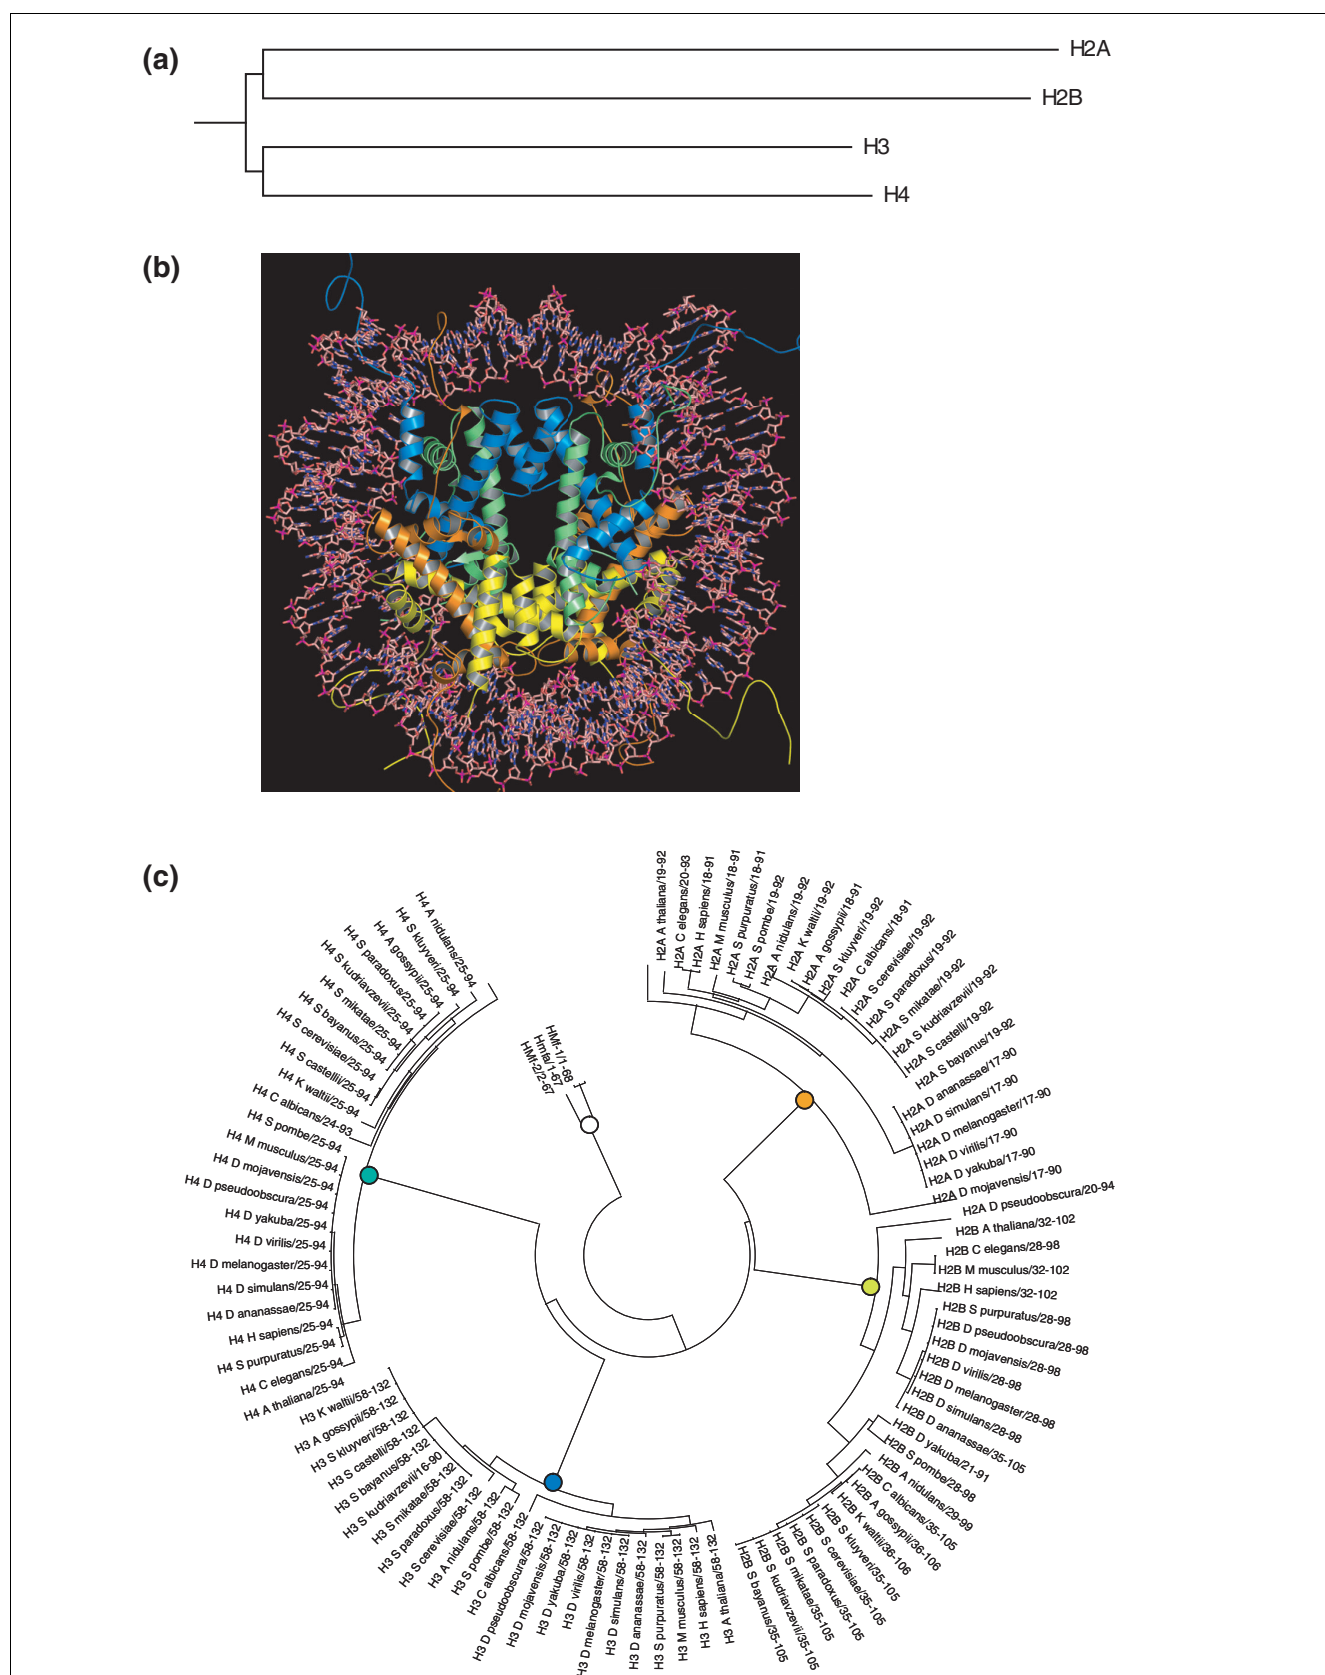 (a)
H2A
H2B
H3
H4
(b)
(c)
H2A A thaliana/19-92
H2A C elegans/20-93
H2A H sapiens/18-91
H2A M musculus/18-91
H2A S purpuratus/18-91
H2A S pombe/19-92
H2A A nidulans/19-92
H2A K waltii/19-92
H2A A gossypii/18-91
H2A S kluyveri/19-92
H2A C albicans/18-91
H2A S cerevisiae/19-92
H2A S paradoxus/19-92
H2A S mikatae/19-92
H2A S kudriavzevii/19-92
H2A S castelli/19-92
H2A S bayanus/19-92
H2A D ananassae/17-90
H2A D simulans/17-90
H2A D melanogaster/17-90
H2A D virilis/17-90
H2A D yakuba/17-90
H2A D mojavensis/17-90
H2A D pseudoobscura/20-94
H2B A thaliana/32-102
H2B C elegans/28-98
H2B M musculus/32-102
H2B H sapiens/32-102
H2B S purpuratus/28-98
H2B D pseudoobscura/28-98
H2B D mojavensis/28-98
H2B D virilis/28-98
H2B D melanogaster/28-98
H2B D simulans/28-98
H2B D ananassae/35-105
H2B D yakuba/21-91
H2B S pombe/28-98
H2B A nidulans/29-99
H2B C albicans/35-105
H2B A gossypii/36-106
H2B K waltii/36-106
H2B S kluyveri/35-105
H2B S cerevisiae/35-105
H2B S paradoxus/35-105
H2B S mikatae/35-105
H2B S kudriavzevii/35-105
H2B S bayanus/35-105
H3 A thaliana/58-132
H3 H sapiens/58-132
H3 M musculus/58-132
H3 S purpuratus/58-132
H3 D ananassae/58-132
H3 D simulans/58-132
H3 D melanogaster/58-132
H3 D virilis/58-132
H3 D yakuba/58-132
H3 D mojavensis/58-132
H3 D pseudoobscura/58-132
H3 C albicans/58-132
H3 S pombe/58-132
H3 A nidulans/58-132
H3 S cerevisiae/58-132
H3 S paradoxus/58-132
H3 S mikatae/58-132
H3 S kudriavzevii/16-90
H3 S bayanus/58-132
H3 S castelli/58-132
H3 S kluyveri/58-132
H3 A gossypii/58-132
H3 K waltii/58-132
H4 A thaliana/25-94
H4 C elegans/25-94
H4 S purpuratus/25-94
H4 H sapiens/25-94
H4 D ananassae/25-94
H4 D simulans/25-94
H4 D melanogaster/25-94
H4 D virilis/25-94
H4 D yakuba/25-94
H4 D pseudoobscura/25-94
H4 D mojavensis/25-94
H4 M musculus/25-94
H4 S pombe/25-94
H4 C albicans/24-93
H4 K waltii/25-94
H4 S castellii/25-94
H4 S cerevisiae/25-94
H4 S bayanus/25-94
H4 S mikatae/25-94
H4 S kudriavzevii/25-94
H4 S paradoxus/25-94
H4 A gossypii/25-94
H4 S kluyveri/25-94
H4 A nidulans/25-94
HMf-2/2-67
Hmfa/1-67
HMf-1/1-68